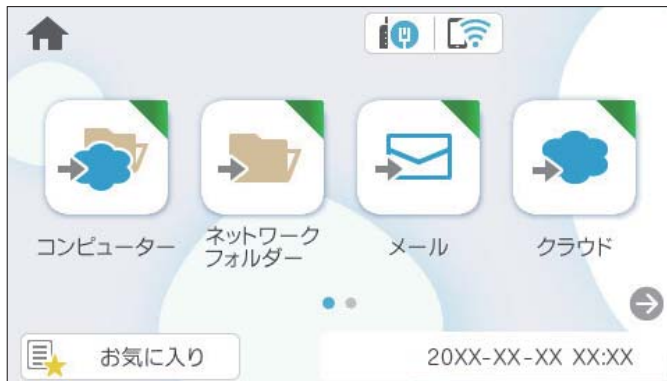 コンピューター
ネットワーク
フォルダー
メール
クラウド
お気に入り
20XX-XX-XX XX:XX